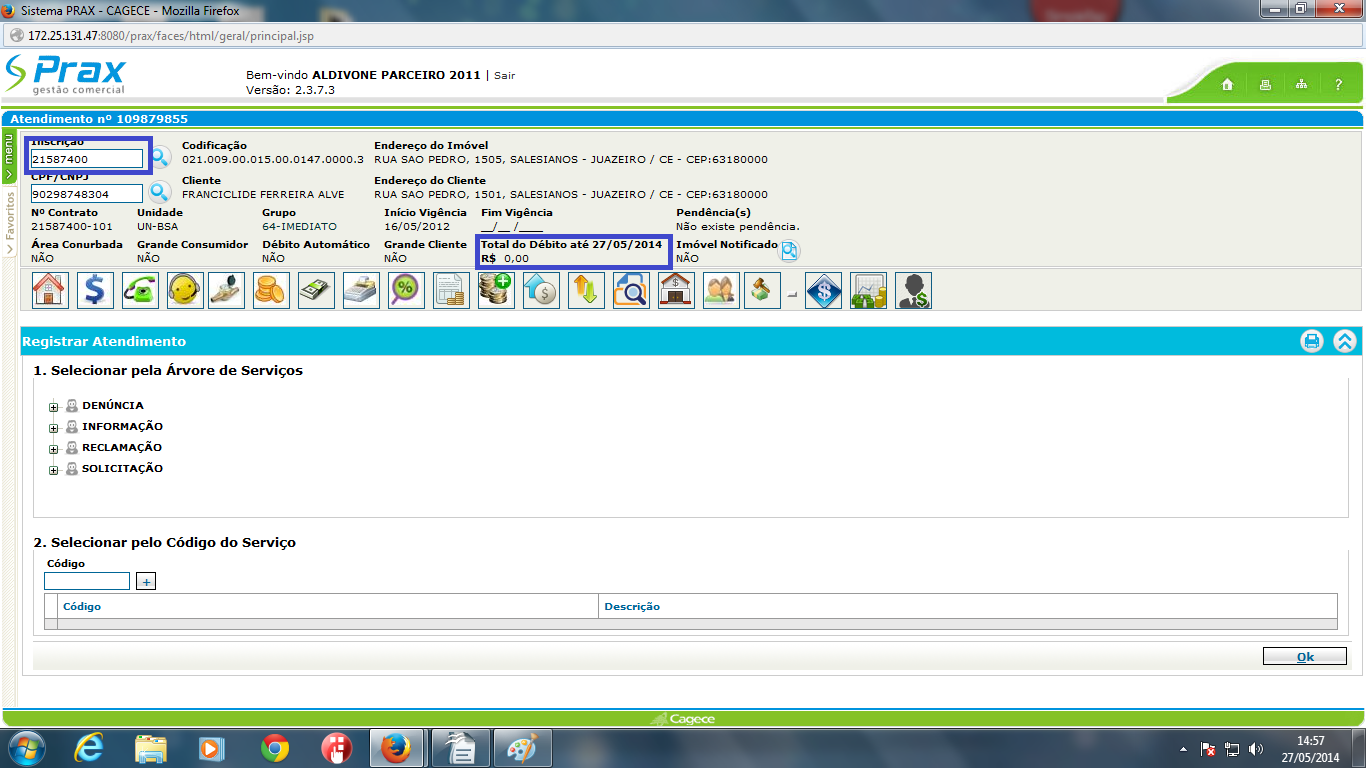 Sistema PRAX - CAGECE - Mozilla Firefox
172.25.131.47:8080/prax/faces/html/geral/principal.jsp
Prax
gestão comercial
Bem-vindo ALDIVONE PARCEIRO 2011 | Sair
Versão: 2.3.7.3
?
Atendimento nº 109879855
menu
Favoritos
Inscrição
21587400
Codificação
021.009.00.015.00.0147.0000.3
Endereço do Imóvel
RUA SAO PEDRO, 1505, SALESIANOS - JUAZEIRO / CE - CEP:63180000
CPF/CNPJ
90298748304
Cliente
FRANCICLIDE FERREIRA ALVE
Endereço do Cliente
RUA SAO PEDRO, 1501, SALESIANOS - JUAZEIRO / CE - CEP:63180000
Nº Contrato Unidade Grupo Início Vigência Fim Vigência Pendência(s)
21587400-101 UN-BSA 64-IMEDIATO 16/05/2012 __/__ /____ Não existe pendência.
Área Conurbada Grande Consumidor Débito Automático Grande Cliente Total do Débito até 27/05/2014 Imóvel Notificado
NÃO NÃO NÃO NÃO R$ 0,00 NÃO
Registrar Atendimento
1. Selecionar pela Árvore de Serviços
DENÚNCIA
INFORMAÇÃO
RECLAMAÇÃO
SOLICITAÇÃO
2. Selecionar pelo Código do Serviço
Código
+
Código Descrição
Ok
Cagece
14:57
27/05/2014